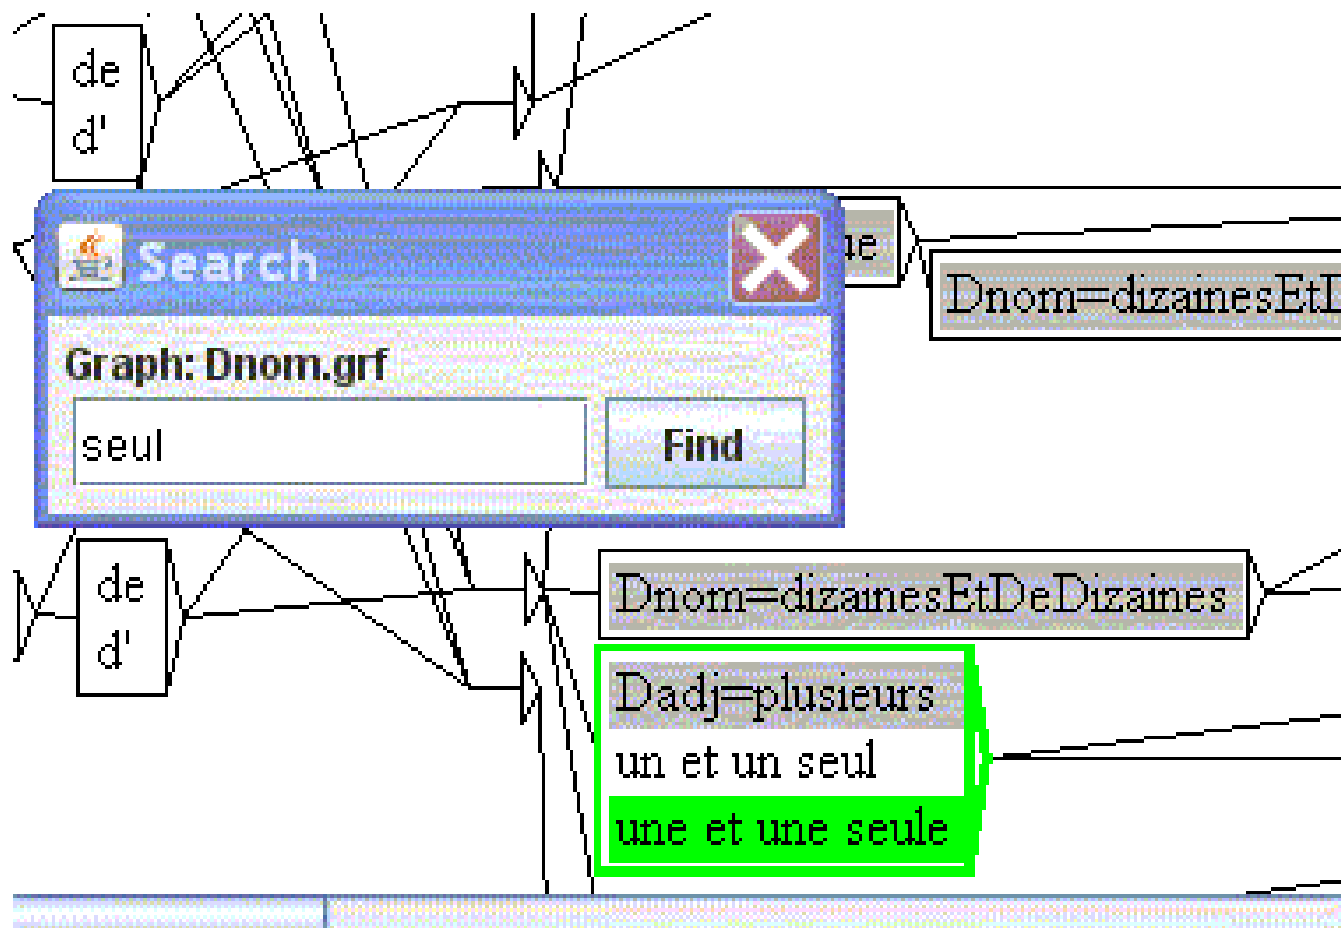 de
d'
Search
ue
Dnom=dizainesEtD
Graph: Dnom.grf
seul
Find
de
d'
Dnom=dizainesEtDeDizaines
Dadj=plusieurs
un et un seul
une et une seule